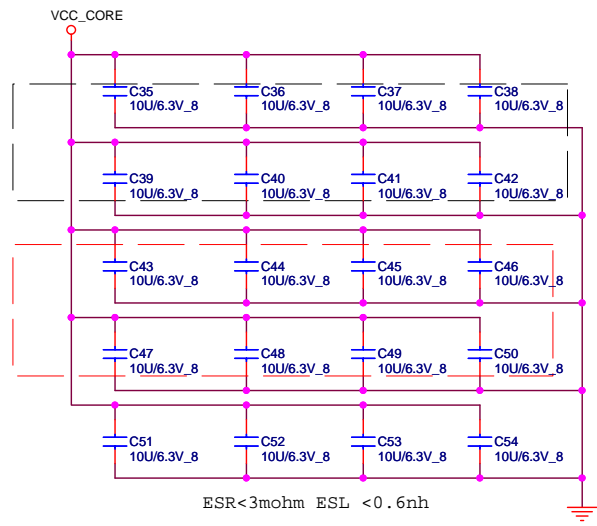 VCC_CORE
C35 C36 C37 C38
10U/6.3V_8 10U/6.3V_8 10U/6.3V_8 10U/6.3V_8
C39 C40 C41 C42
10U/6.3V_8 10U/6.3V_8 10U/6.3V_8 10U/6.3V_8
C43 C44 C45 C46
10U/6.3V_8 10U/6.3V_8 10U/6.3V_8 10U/6.3V_8
C47 C48 C49 C50
10U/6.3V_8 10U/6.3V_8 10U/6.3V_8 10U/6.3V_8
C51 C52 C53 C54
10U/6.3V_8 10U/6.3V_8 10U/6.3V_8 10U/6.3V_8
ESR<3mohm ESL <0.6nh